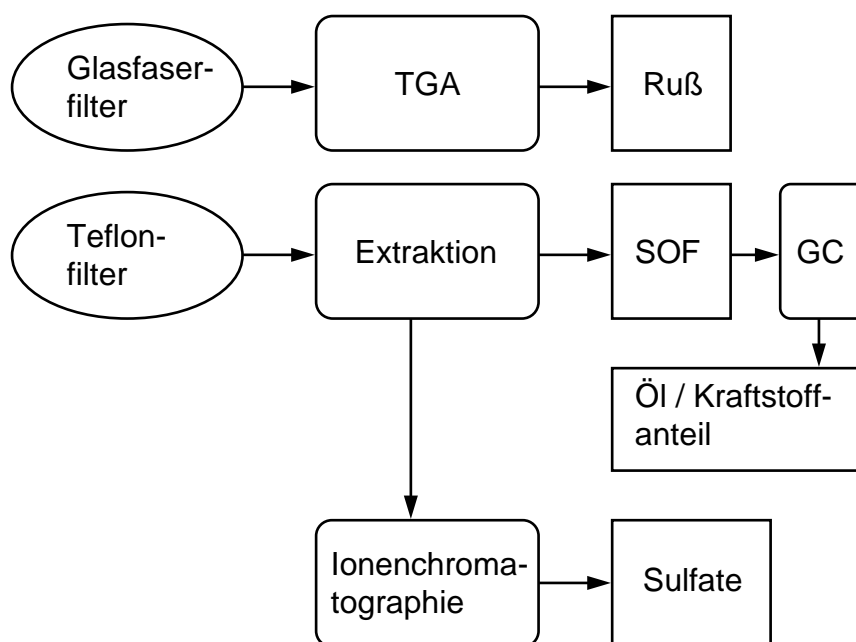 Glasfaser-
filter
TGA
Ruß
Teflon-
filter
Extraktion
SOF
GC
Öl / Kraftstoff-
anteil
Ionenchroma-
tographie
Sulfate